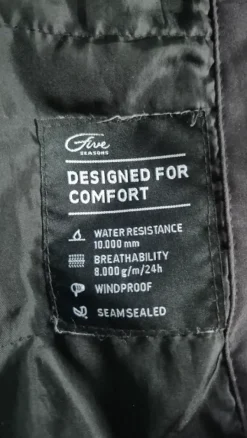 Five
SEASONS
DESIGNED FOR
COMFORT
WATER RESISTANCE
10.000 mm
BREATHABILITY
8.000 g/m/24h
WINDPROOF
SEAMSEALED